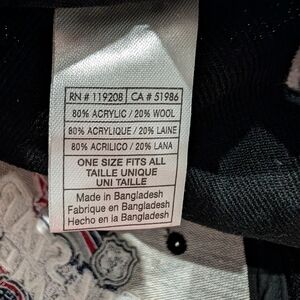 RN # 119208 CA # 51986
80% ACRYLIC / 20% WOOL
80% ACRYLIQUE / 20% LAINE
80% ACRILICO / 20% LANA
ONE SIZE FITS ALL
TAILLE UNIQUE
UNI TAILLE
Made in Bangladesh
Fabrique en Bangladesh
Hecho en la Bangladesh